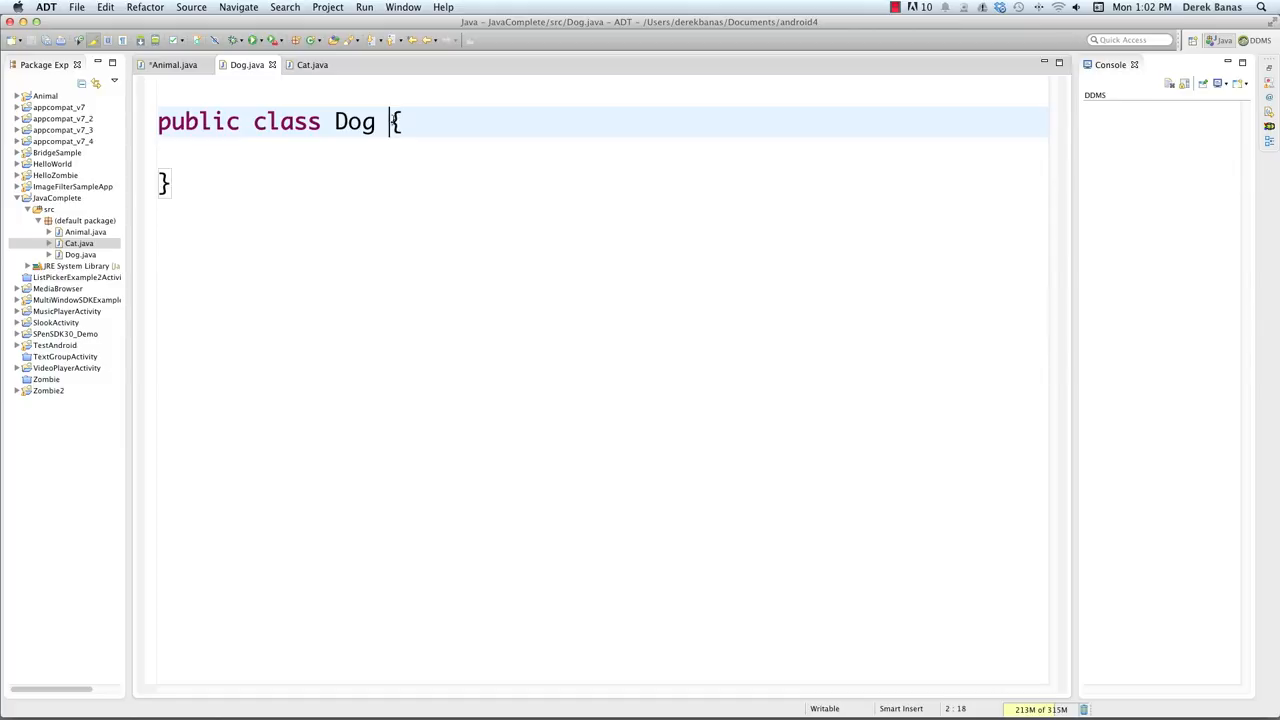 ADT File Edit Refactor Source Navigate Search Project Run Window Help 10 Mon 1:02 PM Derek Banas
Java - JavaComplete/src/Dog.java - ADT - /Users/derekbanas/Documents/android4
Quick Access Java DDMS
Package Exp
*Animal.java Dog.java Cat.java
Console
DDMS
Animal
appcompat_v7
appcompat_v7_2
appcompat_v7_3
appcompat_v7_4
BridgeSample
HelloWorld
HelloZombie
ImageFilterSampleApp
JavaComplete
src
(default package)
Animal.java
Cat.java
Dog.java
JRE System Library [Ja
ListPickerExample2Activi
MediaBrowser
MultiWindowSDKExample
MusicPlayerActivity
SlookActivity
SPenSDK30_Demo
TestAndroid
TextGroupActivity
VideoPlayerActivity
Zombie
Zombie2
public class Dog {
}
Writable Smart Insert 2 : 18 213M of 315M